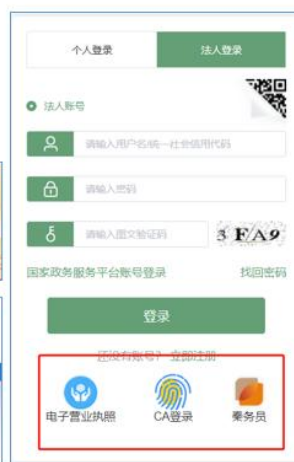 个人登录 法人登录
法人账号
请输入用户名/统一社会信用代码
请输入密码
请输入图文验证码 3 FA9
国家政务服务平台账号登录 找回密码
登录
还没有账号? 立即注册
电子营业执照 CA登录 秦务员